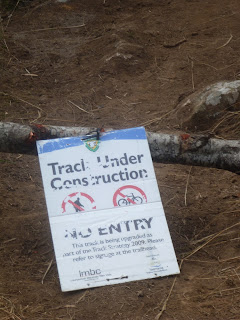 Track Under
Construction
NO ENTRY
This track is being upgraded as
part of the Track Strategy 2009. Please
refer to signage at the trailhead.
lmbc